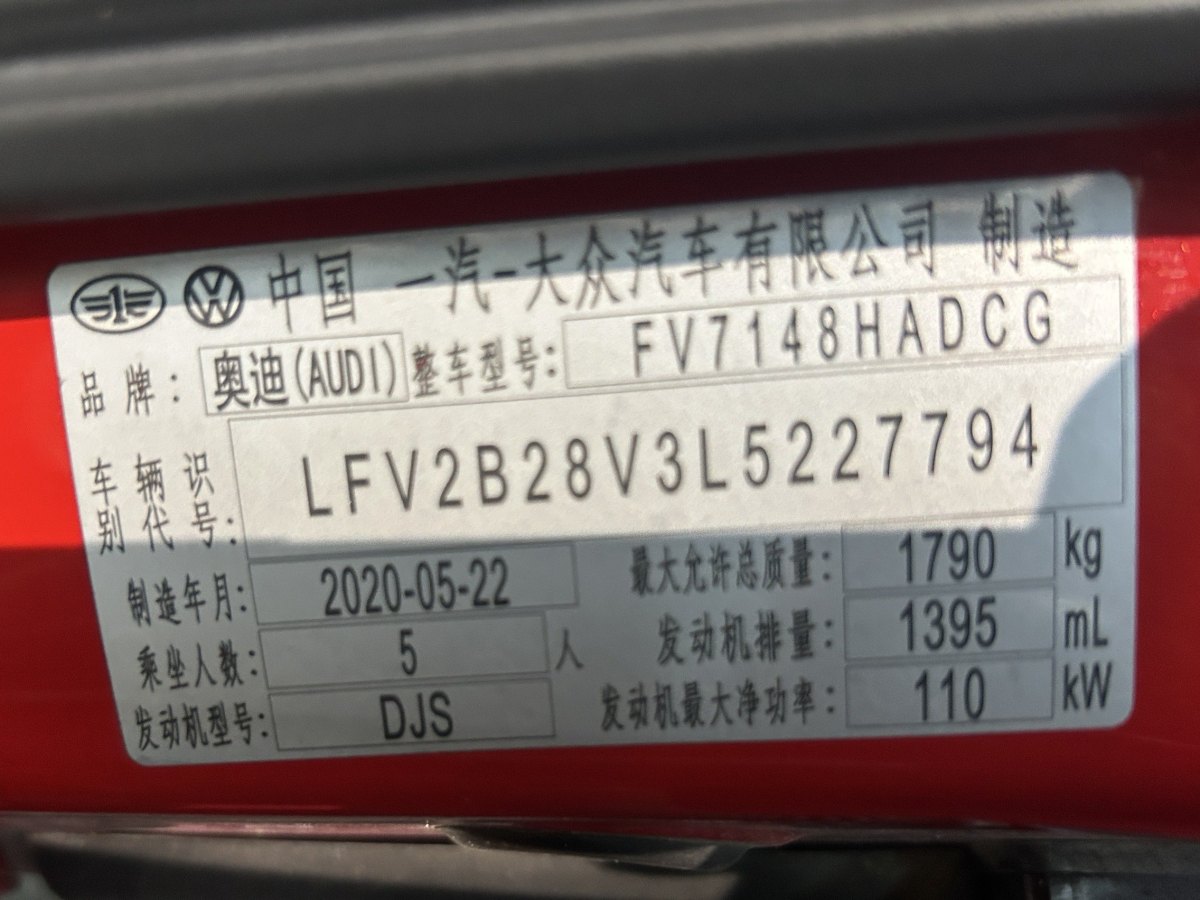 中国 一汽-大众汽车有限公司 制造
品牌: 奥迪(AUDI) 整车型号: FV7148HADCG
车辆识别代号: LFV2B28V3L5227794
制造年月: 2020-05-22 最大允许总质量: 1790 kg
乘坐人数: 5 人 发动机排量: 1395 mL
发动机型号: DJS 发动机最大净功率: 110 kW